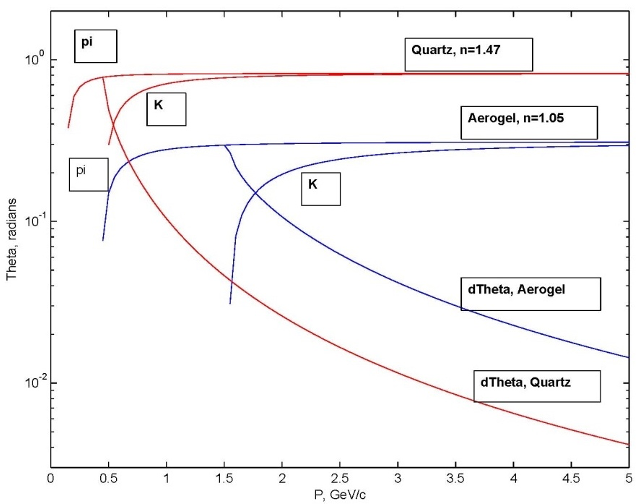 pi
Quartz, n=1.47
10^0
K
Aerogel, n=1.05
pi
K
Theta, radians
10^-1
dTheta, Aerogel
10^-2
dTheta, Quartz
0 0.5 1 1.5 2 2.5 3 3.5 4 4.5 5
P, GeV/c